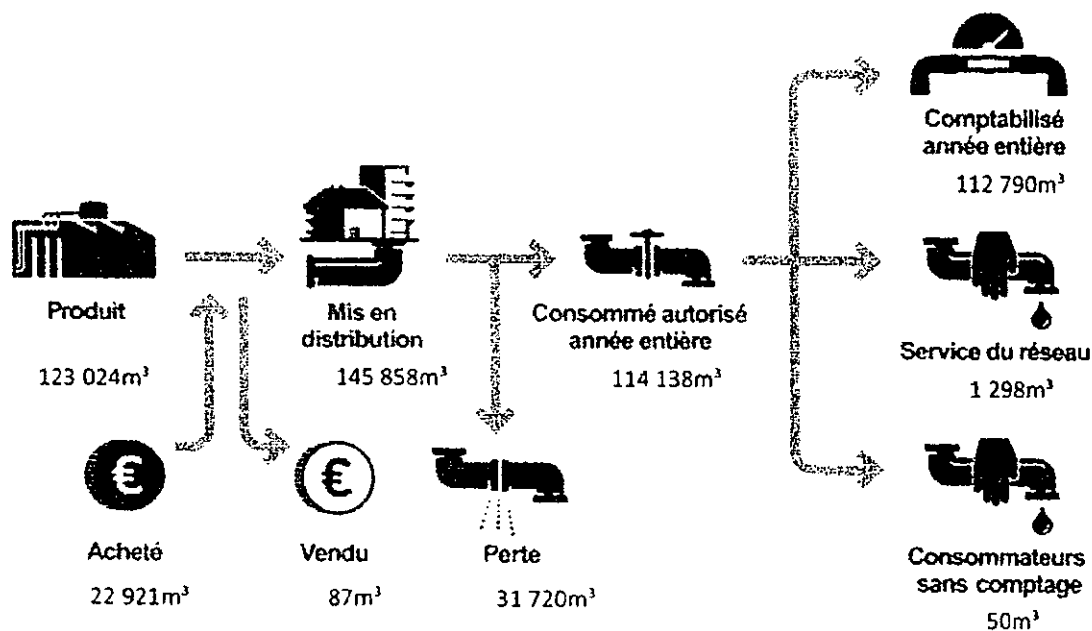 Comptabilisé
année entière
112 790m³
Produit
123 024m³
Mis en
distribution
145 858m³
Consommé autorisé
année entière
114 138m³
Service du réseau
1 298m³
€
Acheté
22 921m³
€
Vendu
87m³
Perte
31 720m³
Consommateurs
sans comptage
50m³